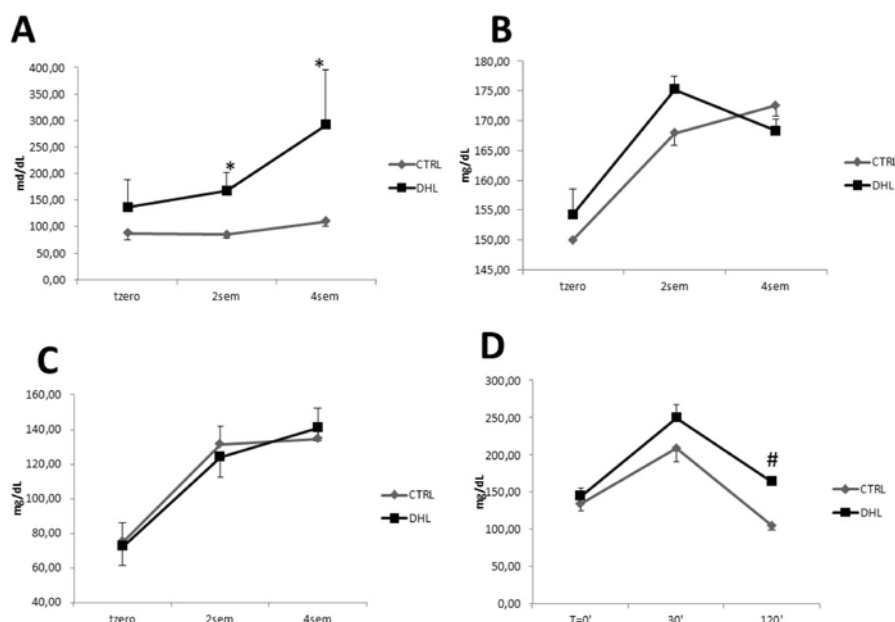 A
400,00
350,00
300,00
250,00
200,00
150,00
100,00
50,00
0,00
md/dL
*
*
CTRL
DHL
tzero 2sem 4sem
B
180,00
175,00
170,00
165,00
160,00
155,00
150,00
145,00
mg/dL
CTRL
DHL
tzero 2sem 4sem
C
160,00
140,00
120,00
100,00
80,00
60,00
40,00
mg/dL
CTRL
DHL
tzero 2sem 4sem
D
300,00
250,00
200,00
150,00
100,00
50,00
0,00
mg/dL
#
CTRL
DHL
T=0' 30' 120'